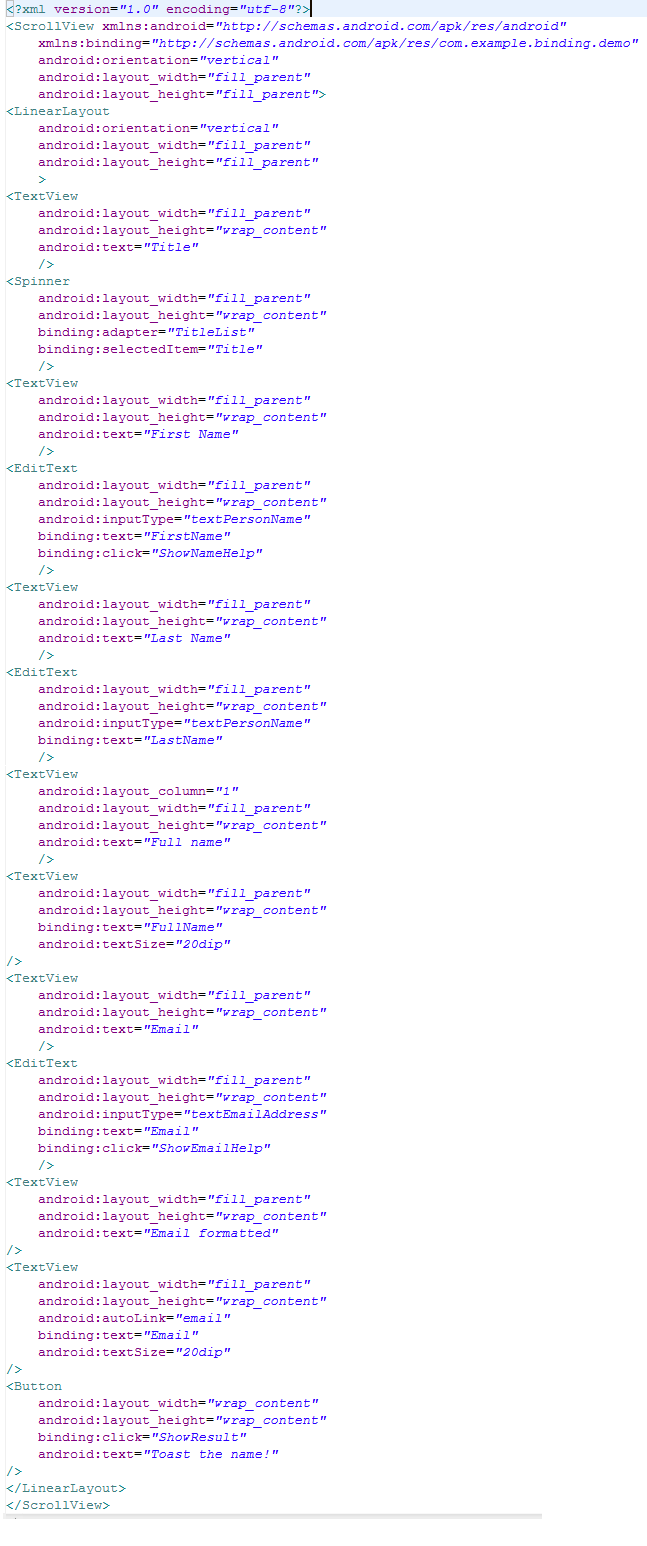 <?xml version="1.0" encoding="utf-8"?>
<ScrollView xmlns:android="http://schemas.android.com/apk/res/android"
    xmlns:binding="http://schemas.android.com/apk/res/com.example.binding.demo"
    android:orientation="vertical"
    android:layout_width="fill_parent"
    android:layout_height="fill_parent">
<LinearLayout
    android:orientation="vertical"
    android:layout_width="fill_parent"
    android:layout_height="fill_parent"
    >
<TextView
    android:layout_width="fill_parent"
    android:layout_height="wrap_content"
    android:text="Title"
    />
<Spinner
    android:layout_width="fill_parent"
    android:layout_height="wrap_content"
    binding:adapter="TitleList"
    binding:selectedItem="Title"
    />
<TextView
    android:layout_width="fill_parent"
    android:layout_height="wrap_content"
    android:text="First Name"
    />
<EditText
    android:layout_width="fill_parent"
    android:layout_height="wrap_content"
    android:inputType="textPersonName"
    binding:text="FirstName"
    binding:click="ShowNameHelp"
    />
<TextView
    android:layout_width="fill_parent"
    android:layout_height="wrap_content"
    android:text="Last Name"
    />
<EditText
    android:layout_width="fill_parent"
    android:layout_height="wrap_content"
    android:inputType="textPersonName"
    binding:text="LastName"
    />
<TextView
    android:layout_column="1"
    android:layout_width="fill_parent"
    android:layout_height="wrap_content"
    android:text="Full name"
    />
<TextView
    android:layout_width="fill_parent"
    android:layout_height="wrap_content"
    binding:text="FullName"
    android:textSize="20dip"
/>
<TextView
    android:layout_width="fill_parent"
    android:layout_height="wrap_content"
    android:text="Email"
    />
<EditText
    android:layout_width="fill_parent"
    android:layout_height="wrap_content"
    android:inputType="textEmailAddress"
    binding:text="Email"
    binding:click="ShowEmailHelp"
    />
<TextView
    android:layout_width="fill_parent"
    android:layout_height="wrap_content"
    android:text="Email formatted"
/>
<TextView
    android:layout_width="fill_parent"
    android:layout_height="wrap_content"
    android:autoLink="email"
    binding:text="Email"
    android:textSize="20dip"
/>
<Button
    android:layout_width="wrap_content"
    android:layout_height="wrap_content"
    binding:click="ShowResult"
    android:text="Toast the name!"
/>
</LinearLayout>
</ScrollView>